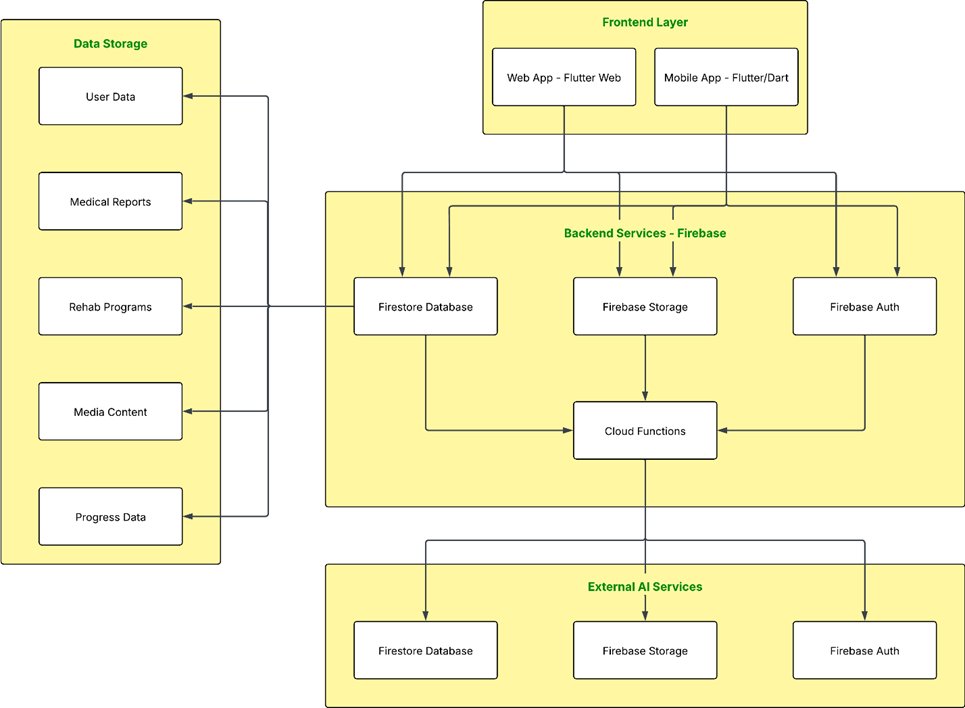 Frontend Layer
Web App - Flutter Web
Mobile App - Flutter/Dart
Data Storage
User Data
Medical Reports
Rehab Programs
Media Content
Progress Data
Backend Services - Firebase
Firestore Database
Firebase Storage
Firebase Auth
Cloud Functions
External AI Services
Firestore Database
Firebase Storage
Firebase Auth